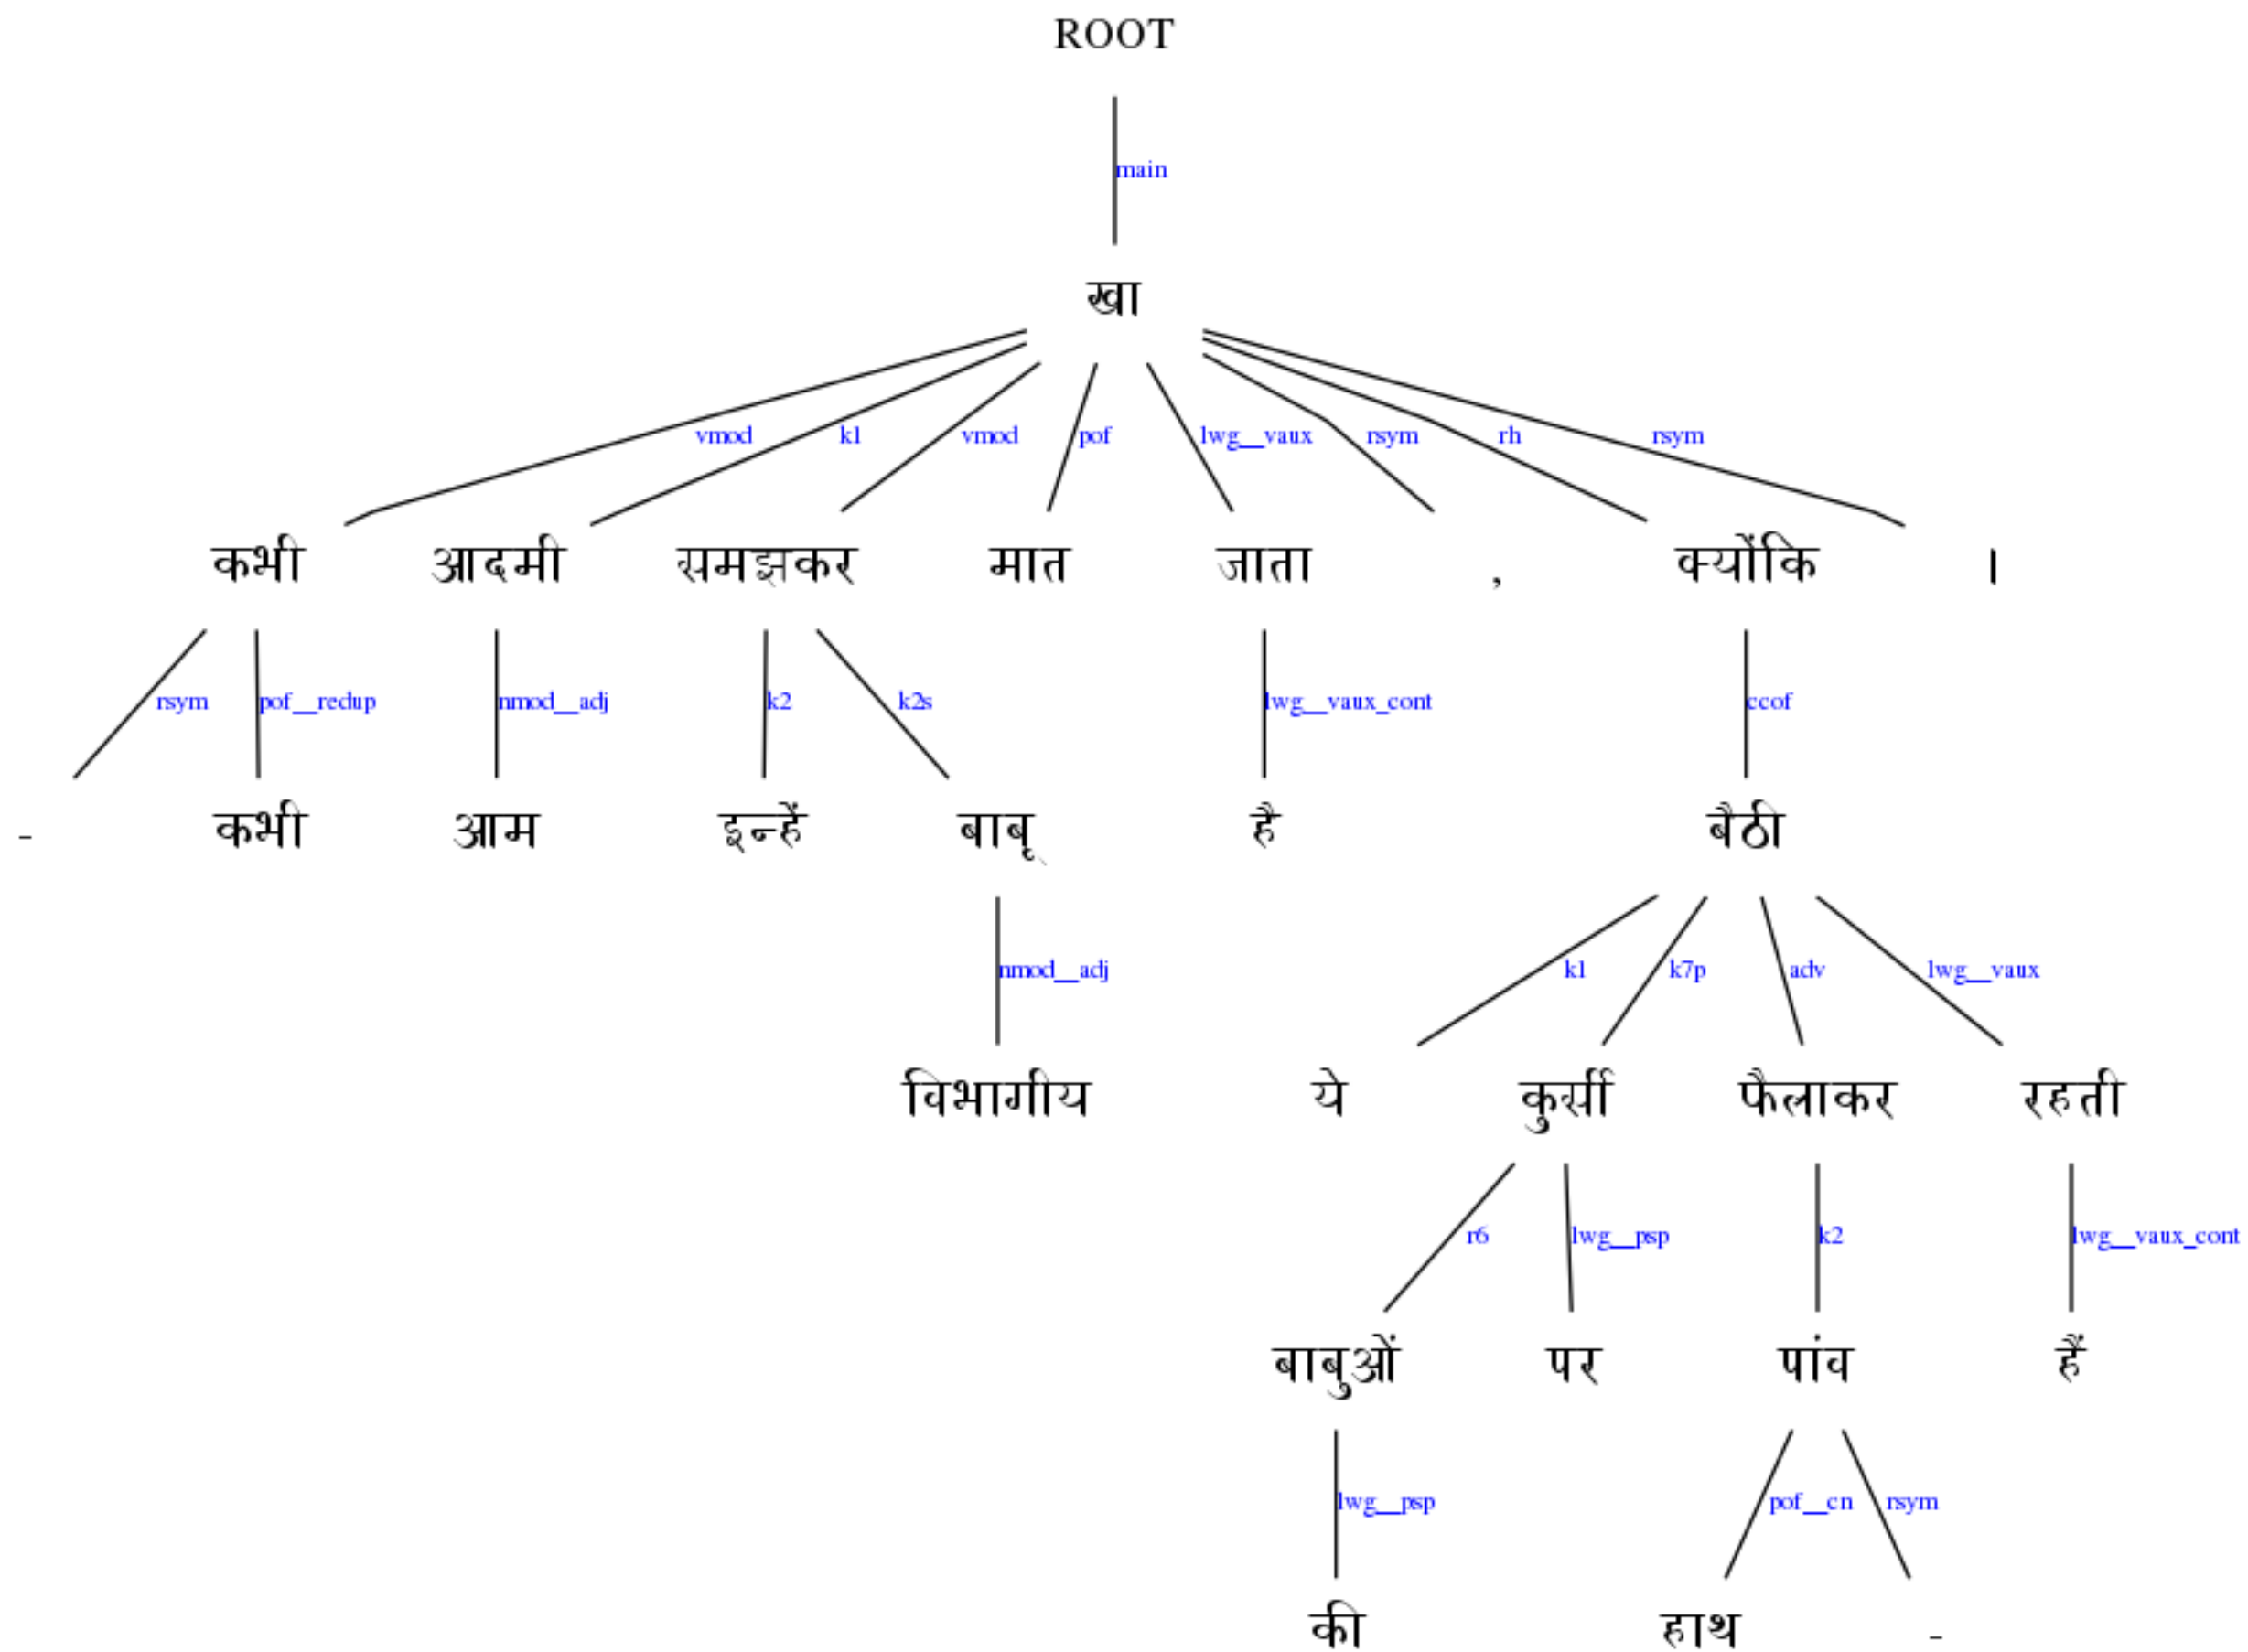 ROOT
main
खा
vmod k1 vmod pof lwg__vaux rsym rh rsym
कभी आदमी समझकर मात जाता , क्योंकि ।
rsym pof__redup nmod__adj k2 k2s lwg__vaux_cont ccof
- कभी आम इन्हें बाबू है बैठी
nmod__adj k1 k7p adv lwg__vaux
विभागीय ये कुर्सी फैलाकर रहती
r6 lwg__psp k2 lwg__vaux_cont
बाबुओं पर पांव हैं
lwg__psp pof__cn rsym
की हाथ -